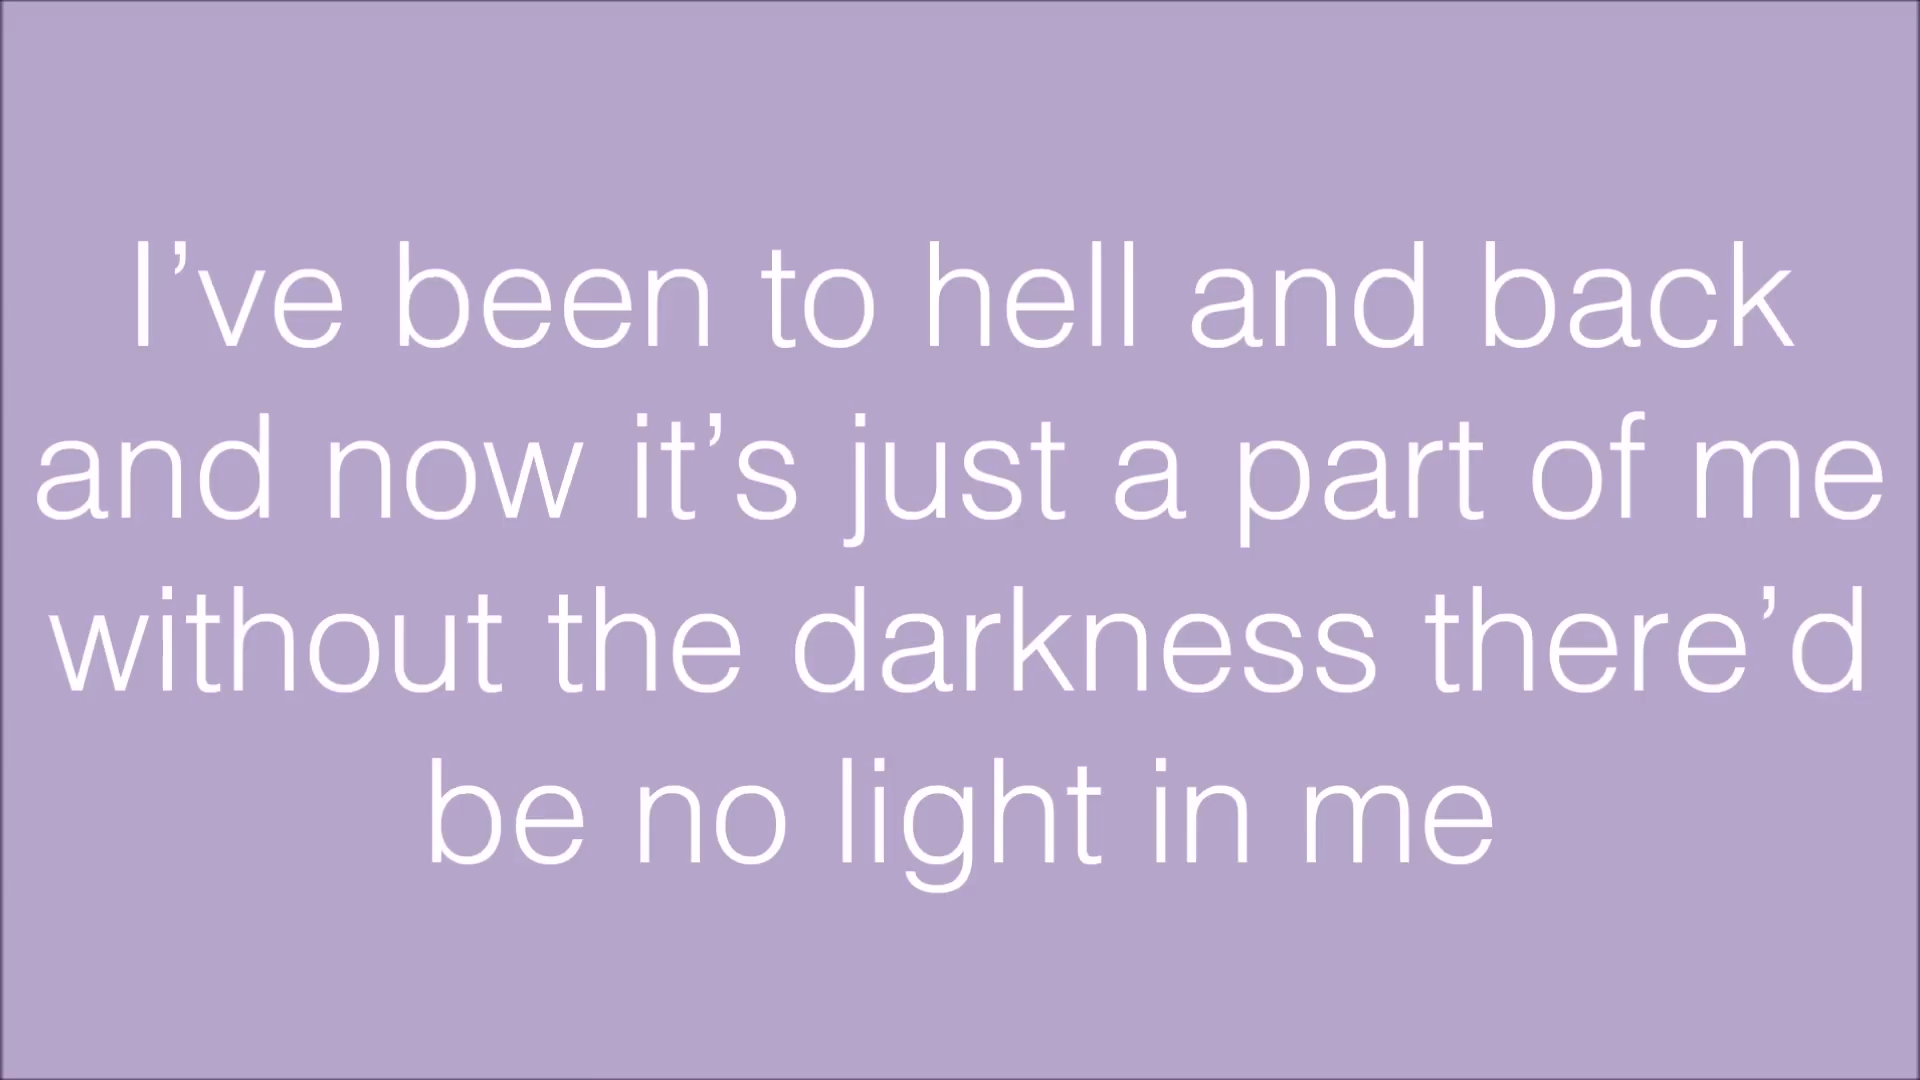 I’ve been to hell and back
and now it’s just a part of me
without the darkness there’d
be no light in me